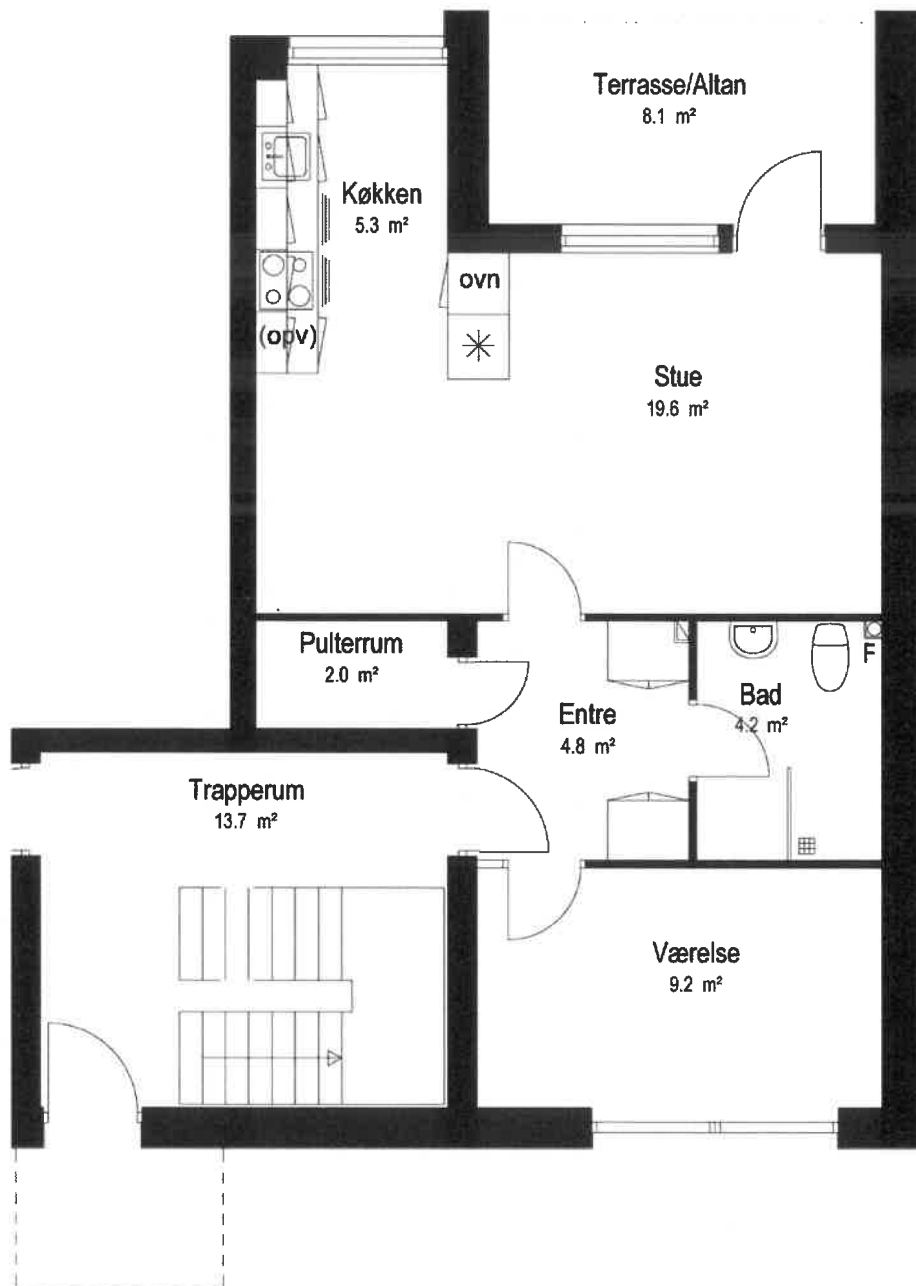 Terrasse/Altan
8.1 m²
Køkken
5.3 m²
ovn
(opv)
Stue
19.6 m²
Pulterrum
2.0 m²
F
Bad
4.2 m²
Entre
4.8 m²
Trapperum
13.7 m²
Værelse
9.2 m²